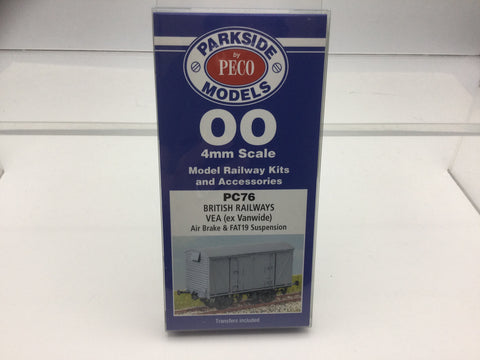 PARKSIDE
by
PECO
MODELS
OO
4mm Scale
Model Railway Kits
and Accessories
PC76
BRITISH RAILWAYS
VEA (ex Vanwide)
Air Brake & FAT19 Suspension
Transfers included